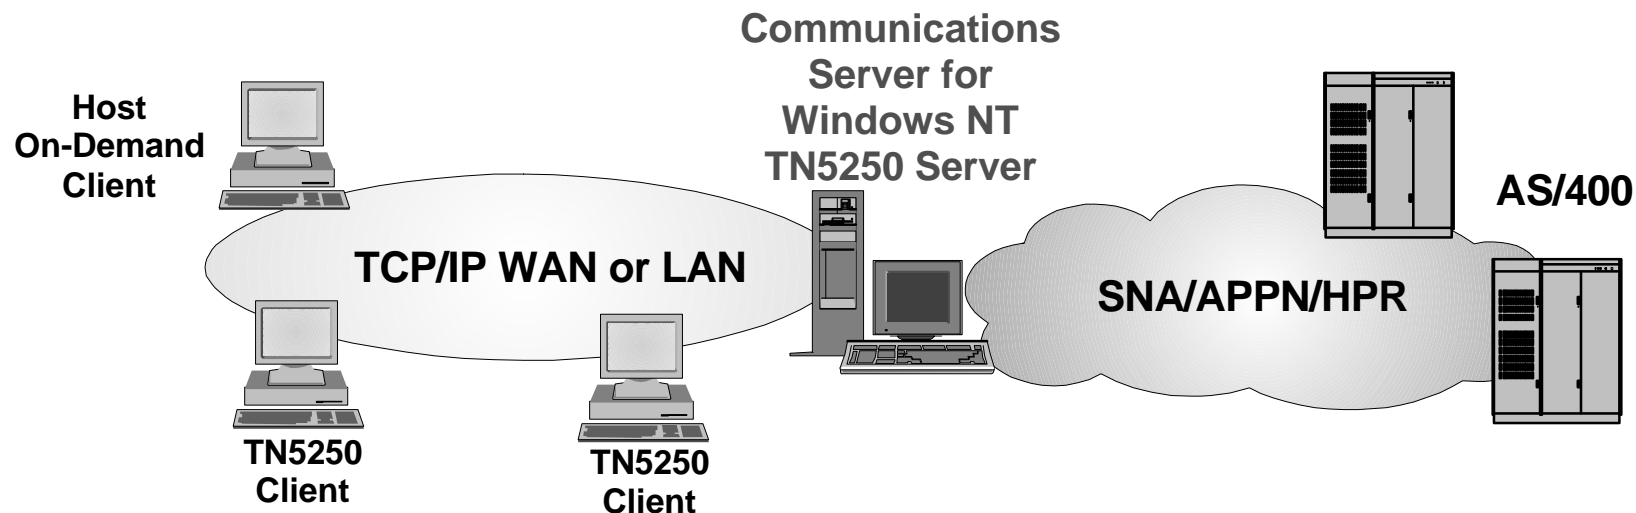 Communications
Server for
Windows NT
TN5250 Server
Host
On-Demand
Client
AS/400
TCP/IP WAN or LAN
SNA/APPN/HPR
TN5250
Client
TN5250
Client